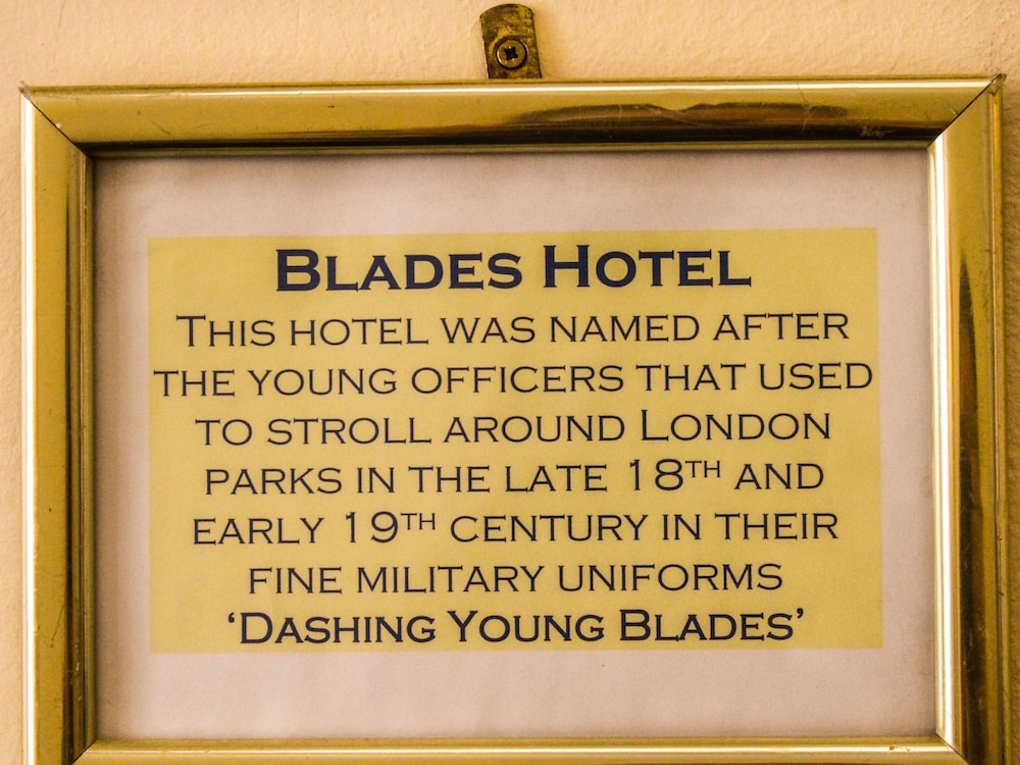 BLADES HOTEL
THIS HOTEL WAS NAMED AFTER
THE YOUNG OFFICERS THAT USED
TO STROLL AROUND LONDON
PARKS IN THE LATE 18TH AND
EARLY 19TH CENTURY IN THEIR
FINE MILITARY UNIFORMS
‘DASHING YOUNG BLADES’